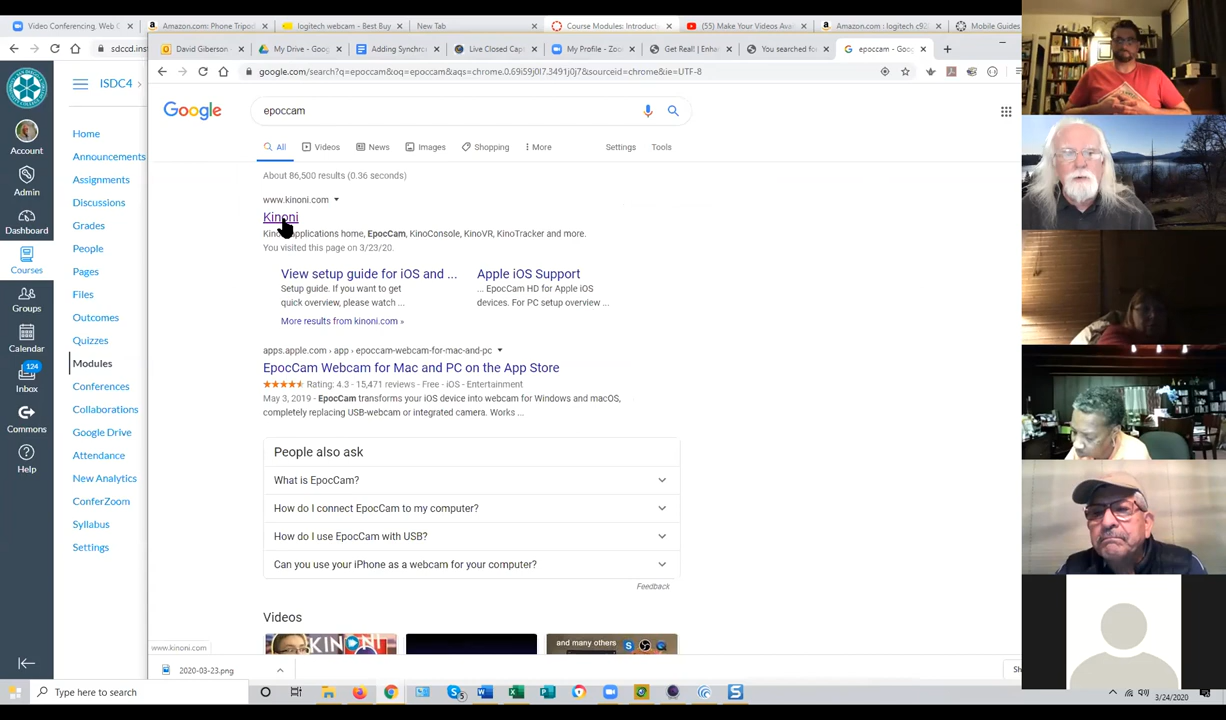 Video Conferencing, Web C
Amazon.com: Phone Tripod
logitech webcam - Best Buy
New Tab
Course Modules: Introduct
(55) Make Your Videos Awe
Amazon.com : logitech c92
Mobile Guides
sdccd.inst
David Giberson
My Drive - Goog
Adding Synchro
Live Closed Cap
My Profile - Zoo
Get Real! | Enha
You searched for
epoccam - Goog
google.com/search?q=epoccam&oq=epoccam&aqs=chrome.0.69i59j0l7.3491j0j7&sourceid=chrome&ie=UTF-8
ISDC4
Account
Admin
Dashboard
Courses
Groups
Calendar
124
Inbox
Commons
Help
Home
Announcements
Assignments
Discussions
Grades
People
Pages
Files
Outcomes
Quizzes
Modules
Conferences
Collaborations
Google Drive
Attendance
New Analytics
ConferZoom
Syllabus
Settings
Google
epoccam
All
Videos
News
Images
Shopping
More
Settings
Tools
About 86,500 results (0.36 seconds)
www.kinoni.com
Kinoni
applications home, EpocCam, KinoConsole, KinoVR, KinoTracker and more.
You visited this page on 3/23/20.
View setup guide for iOS and ...
Setup guide. If you want to get
quick overview, please watch ...
Apple iOS Support
... EpocCam HD for Apple iOS
devices. For PC setup overview ...
More results from kinoni.com »
apps.apple.com › app › epoccam-webcam-for-mac-and-pc
EpocCam Webcam for Mac and PC on the App Store
Rating: 4.3 - 15,471 reviews - Free - iOS - Entertainment
May 3, 2019 - EpocCam transforms your iOS device into webcam for Windows and macOS,
completely replacing USB-webcam or integrated camera. Works ...
People also ask
What is EpocCam?
How do I connect EpocCam to my computer?
How do I use EpocCam with USB?
Can you use your iPhone as a webcam for your computer?
Feedback
Videos
KINONI
and many others
www.kinoni.com
2020-03-23.png
Sh
Type here to search
3/24/2020